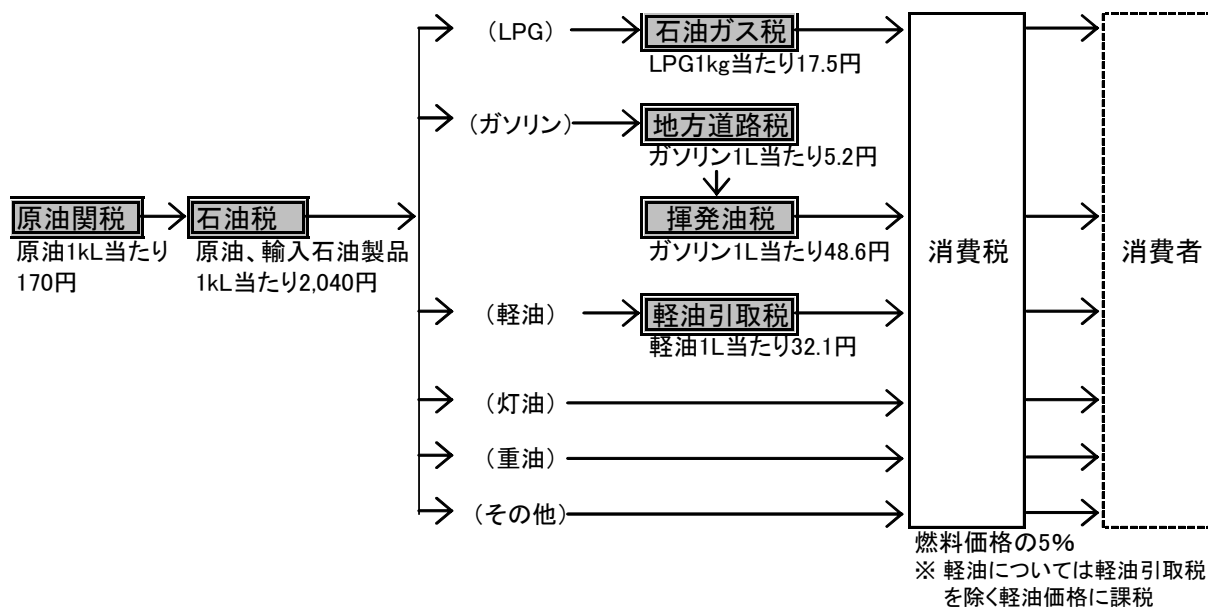 （LPG）
石油ガス税
LPG1kg当たり17.5円
（ガソリン）
地方道路税
ガソリン1L当たり5.2円
原油関税
石油税
揮発油税
消費税
消費者
原油1kL当たり
170円
原油、輸入石油製品
1kL当たり2,040円
ガソリン1L当たり48.6円
（軽油）
軽油引取税
軽油1L当たり32.1円
（灯油）
（重油）
（その他）
燃料価格の5%
※ 軽油については軽油引取税
を除く軽油価格に課税